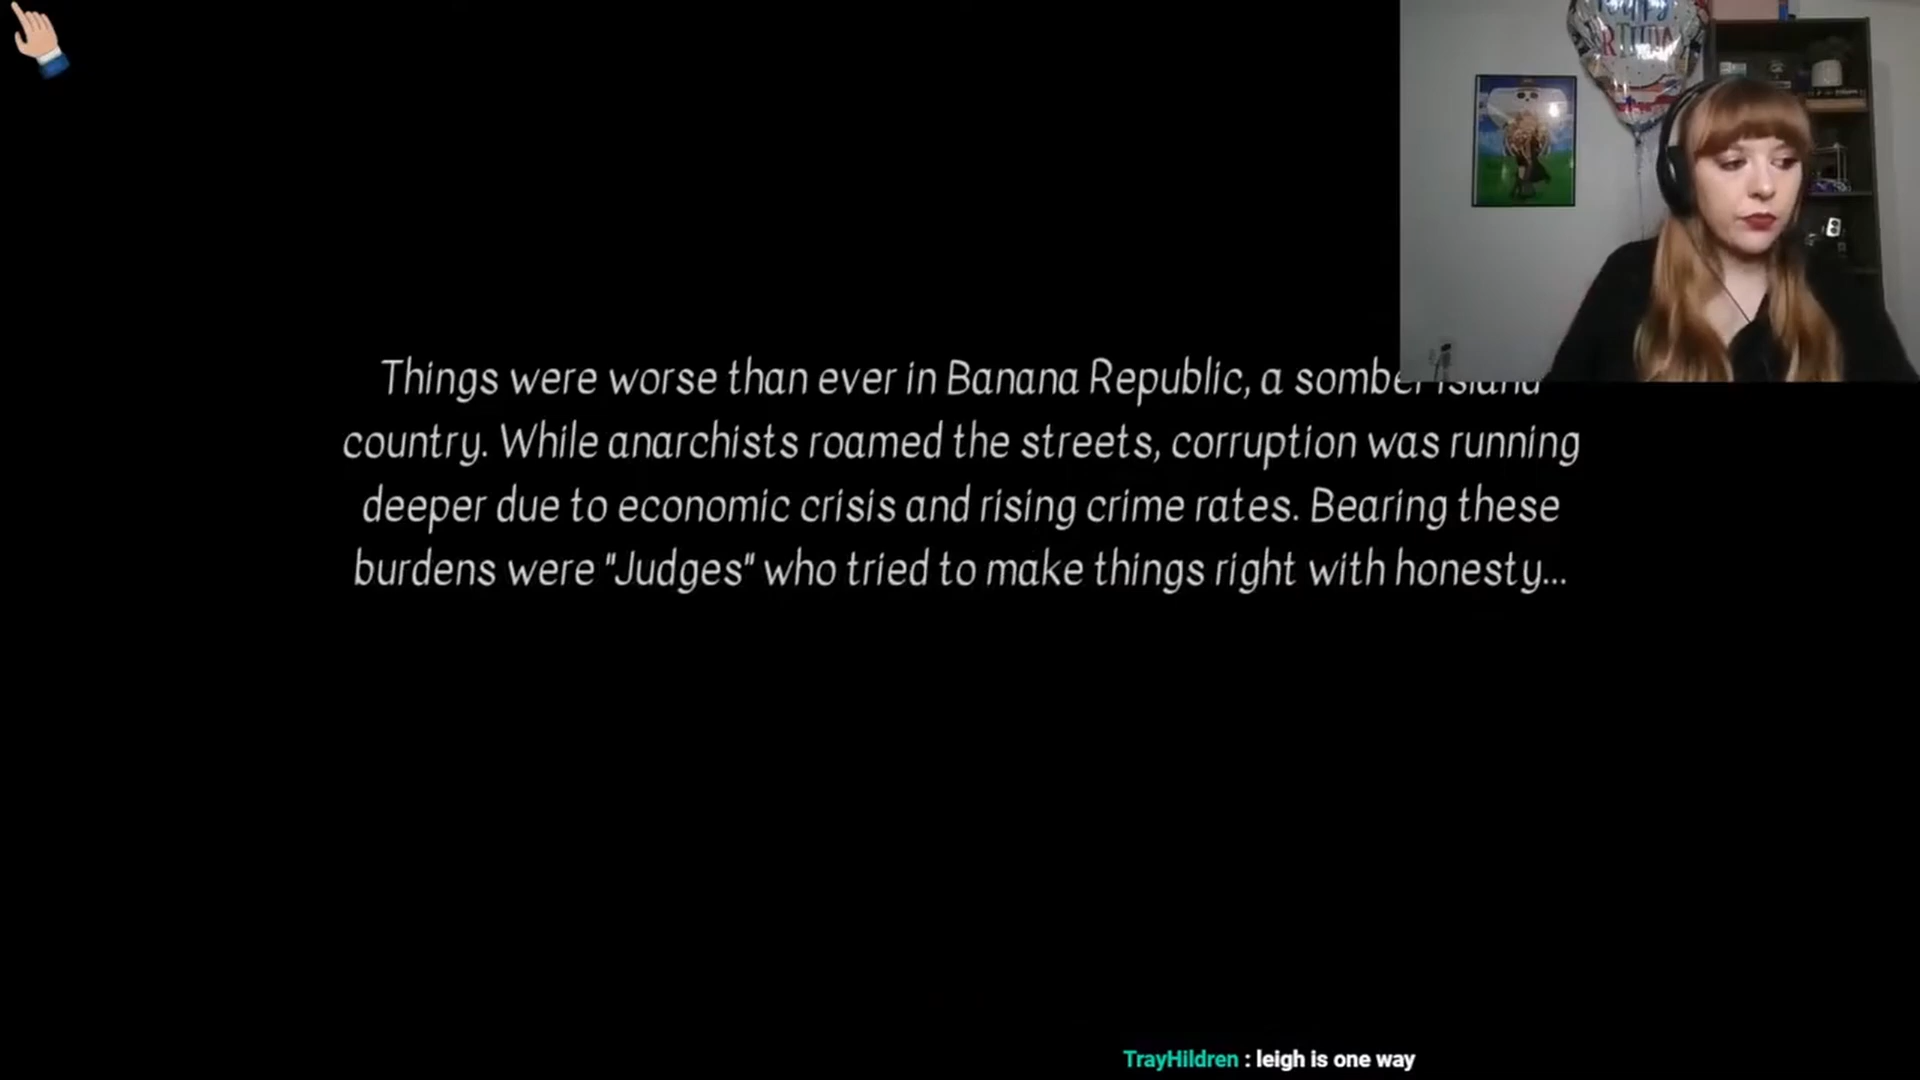 Things were worse than ever in Banana Republic, a somber island
country. While anarchists roamed the streets, corruption was running
deeper due to economic crisis and rising crime rates. Bearing these
burdens were "Judges" who tried to make things right with honesty...
TrayHildren : leigh is one way